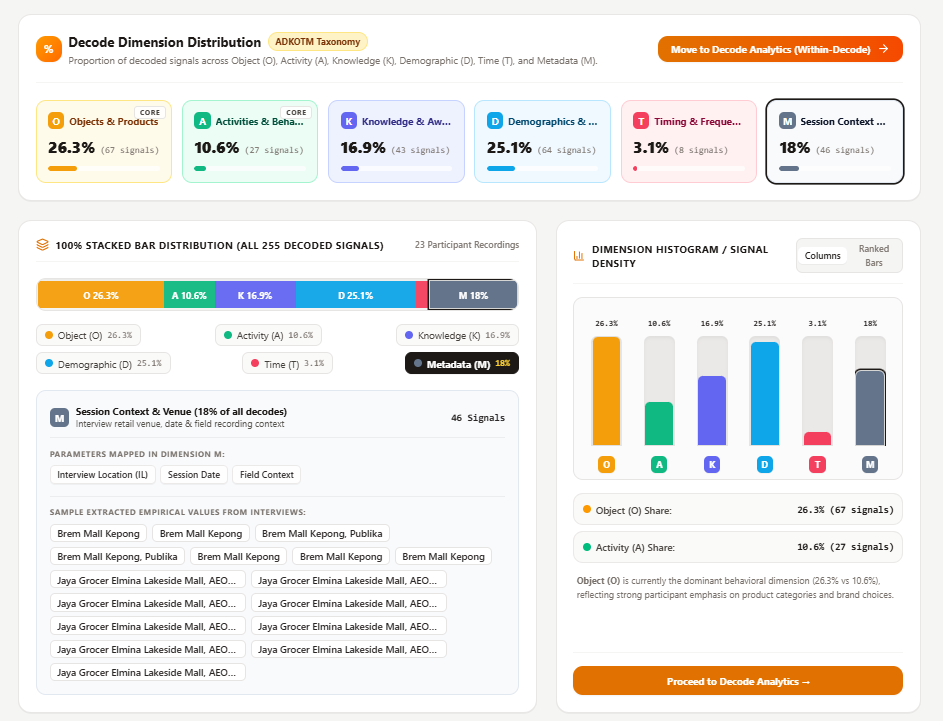 %
Decode Dimension Distribution
ADKOTM Taxonomy
Proportion of decoded signals across Object (O), Activity (A), Knowledge (K), Demographic (D), Time (T), and Metadata (M).
Move to Decode Analytics (Within-Decode) →
CORE
O Objects & Products
26.3% (67 signals)
CORE
A Activities & Beha...
10.6% (27 signals)
K Knowledge & Aw...
16.9% (43 signals)
D Demographics & ...
25.1% (64 signals)
T Timing & Freque...
3.1% (8 signals)
M Session Context ...
18% (46 signals)
100% STACKED BAR DISTRIBUTION (ALL 255 DECODED SIGNALS)
23 Participant Recordings
O 26.3% A 10.6% K 16.9% D 25.1% M 18%
Object (O) 26.3% Activity (A) 10.6% Knowledge (K) 16.9%
Demographic (D) 25.1% Time (T) 3.1% Metadata (M) 18%
M
Session Context & Venue (18% of all decodes)
Interview retail venue, date & field recording context
46 Signals
PARAMETERS MAPPED IN DIMENSION M:
Interview Location (IL) Session Date Field Context
SAMPLE EXTRACTED EMPIRICAL VALUES FROM INTERVIEWS:
Brem Mall Kepong Brem Mall Kepong Brem Mall Kepong, Publika
Brem Mall Kepong, Publika Brem Mall Kepong Brem Mall Kepong Brem Mall Kepong
Jaya Grocer Elmina Lakeside Mall, AEO... Jaya Grocer Elmina Lakeside Mall, AEO...
Jaya Grocer Elmina Lakeside Mall, AEO... Jaya Grocer Elmina Lakeside Mall, AEO...
Jaya Grocer Elmina Lakeside Mall, AEO... Jaya Grocer Elmina Lakeside Mall, AEO...
Jaya Grocer Elmina Lakeside Mall, AEO... Jaya Grocer Elmina Lakeside Mall, AEO...
Jaya Grocer Elmina Lakeside Mall, AEO...
DIMENSION HISTOGRAM / SIGNAL
DENSITY
Columns
Ranked
Bars
26.3% 10.6% 16.9% 25.1% 3.1% 18%
O A K D T M
Object (O) Share: 26.3% (67 signals)
Activity (A) Share: 10.6% (27 signals)
Object (O) is currently the dominant behavioral dimension (26.3% vs 10.6%),
reflecting strong participant emphasis on product categories and brand choices.
Proceed to Decode Analytics →